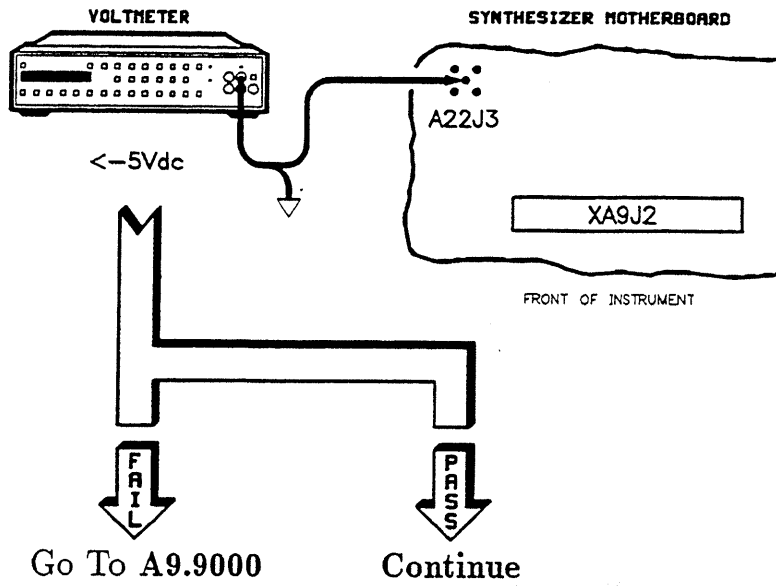 VOLTMETER
SYNTHESIZER MOTHERBOARD
A22J3
<-5Vdc
XA9J2
FRONT OF INSTRUMENT
FAIL
PASS
Go To A9.9000
Continue